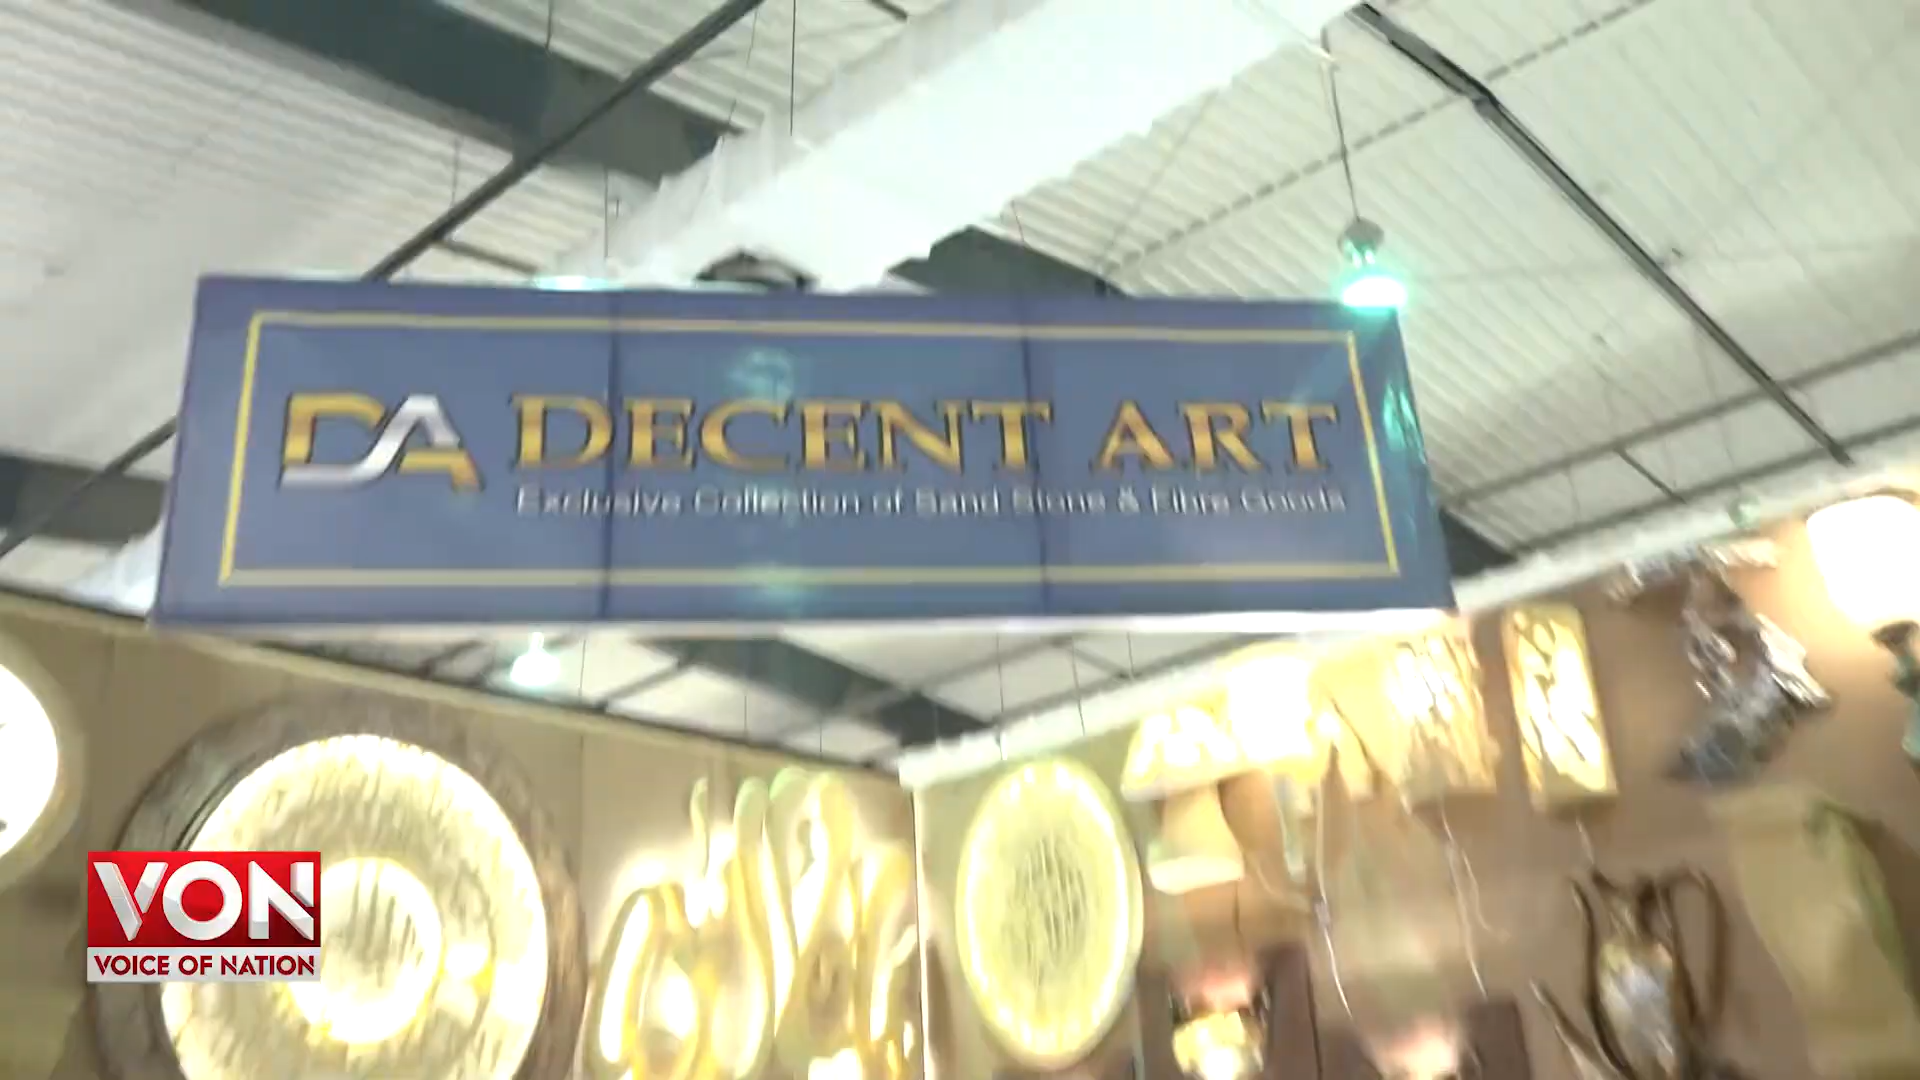 DA DECENT ART
Exclusive Collection of Sand Stone & Fibre Goods
VON
VOICE OF NATION